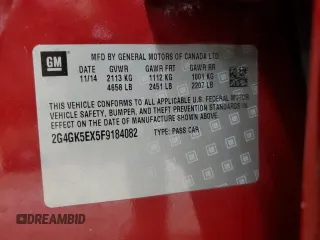 GM
MFD BY GENERAL MOTORS OF CANADA LTD
DATE GVWR GAWR FRT GAWR RR
11/14 2113 KG 1112 KG 1001 KG
4658 LB 2451 LB 2207 LB
THIS VEHICLE CONFORMS TO ALL APPLICABLE U.S. FEDERAL MOTOR
VEHICLE SAFETY, BUMPER, AND THEFT PREVENTION STANDARDS IN
EFFECT ON THE DATE OF MANUFACTURE SHOWN ABOVE.
2G4GK5EX5F9184082 TYPE: PASS CAR
2BIDGARAGE